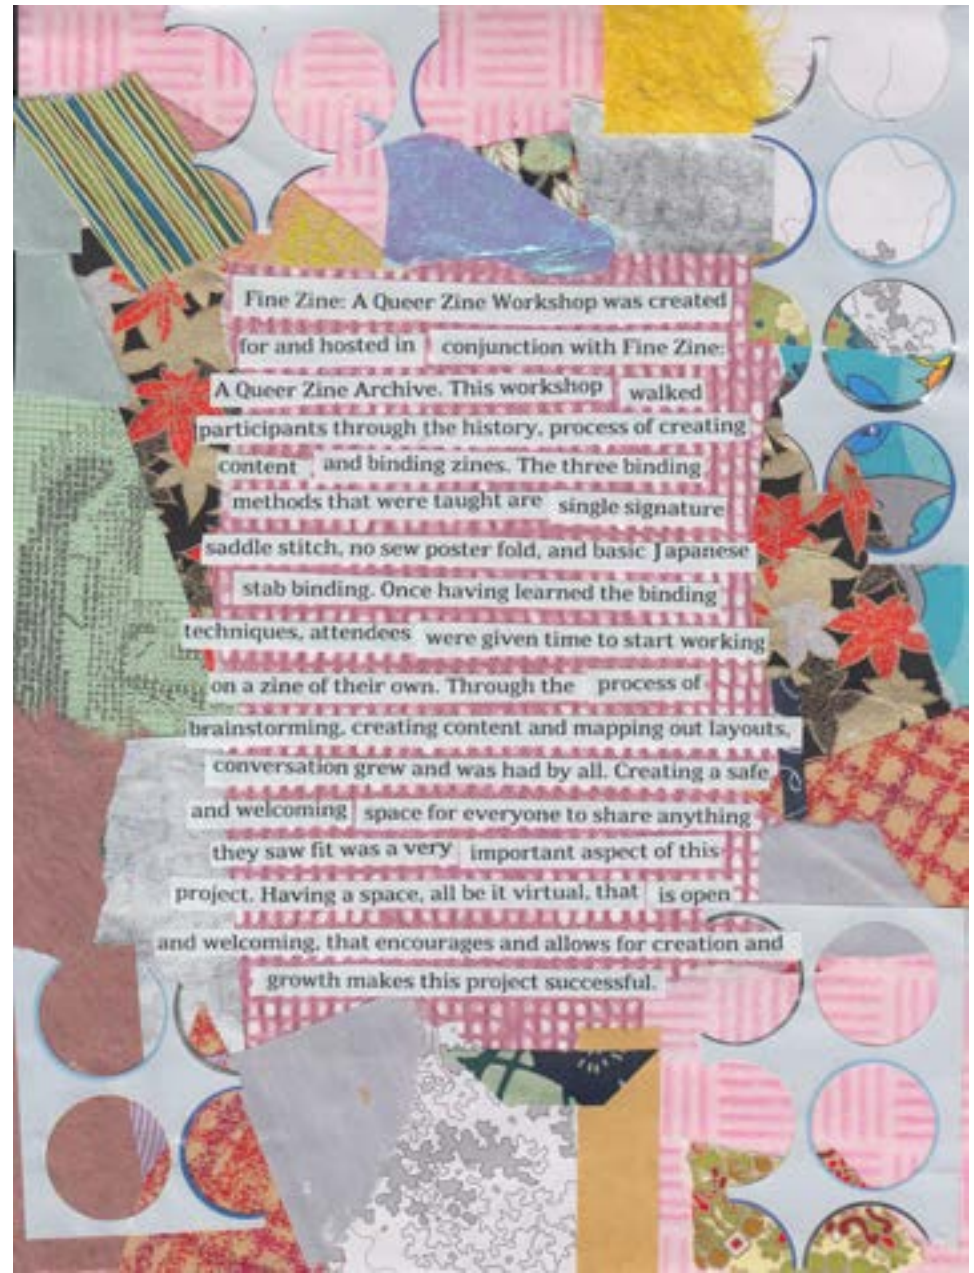 Fine Zine: A Queer Zine Workshop was created
for and hosted in conjunction with Fine Zine:
A Queer Zine Archive. This workshop walked
participants through the history, process of creating
content and binding zines. The three binding
methods that were taught are single signature
saddle stitch, no sew poster fold, and basic Japanese
stab binding. Once having learned the binding
techniques, attendees were given time to start working
on a zine of their own. Through the process of
brainstorming, creating content and mapping out layouts,
conversation grew and was had by all. Creating a safe
and welcoming space for everyone to share anything
they saw fit was a very important aspect of this
project. Having a space, all be it virtual, that is open
and welcoming, that encourages and allows for creation and
growth makes this project successful.